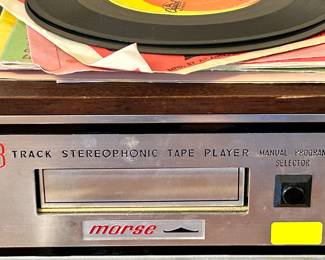 8 TRACK STEREOPHONIC TAPE PLAYER
MANUAL PROGRAM
SELECTOR
morse